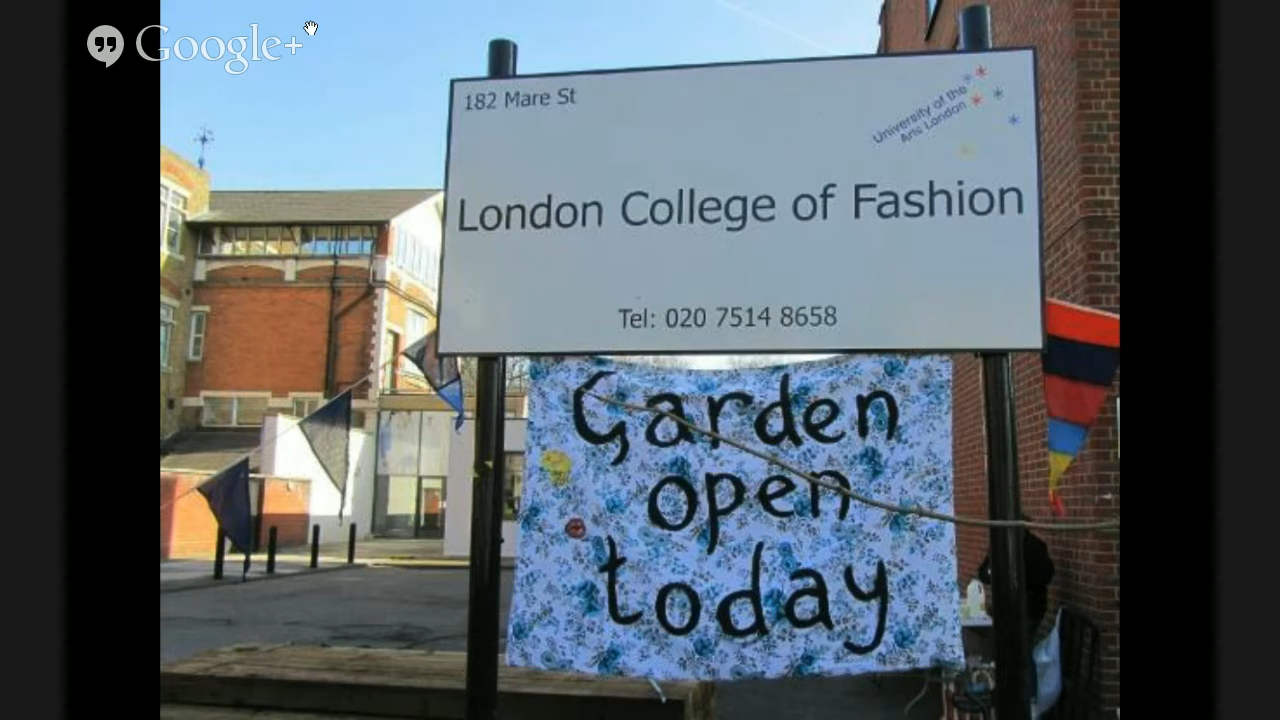 Google+
182 Mare St
University of the
Arts London
London College of Fashion
Tel: 020 7514 8658
Garden
open
today